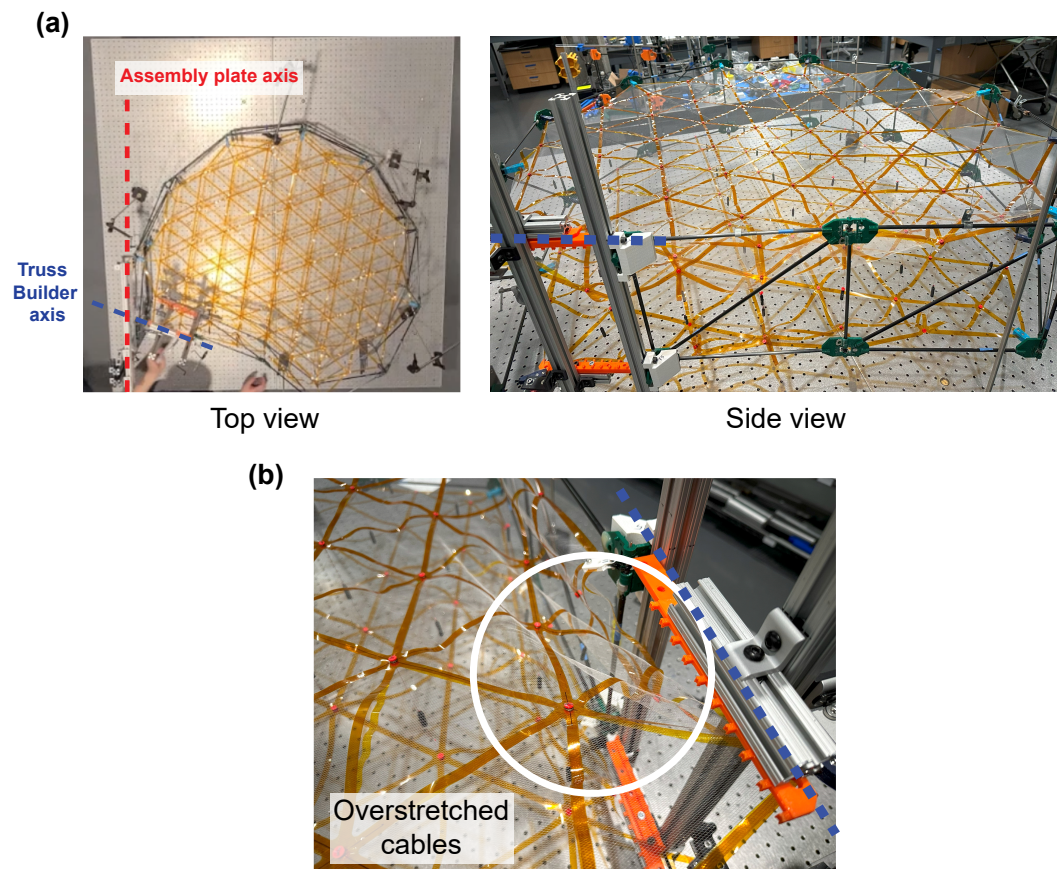 (a)
Assembly plate axis
Truss
Builder
axis
Top view
Side view
(b)
Overstretched
cables